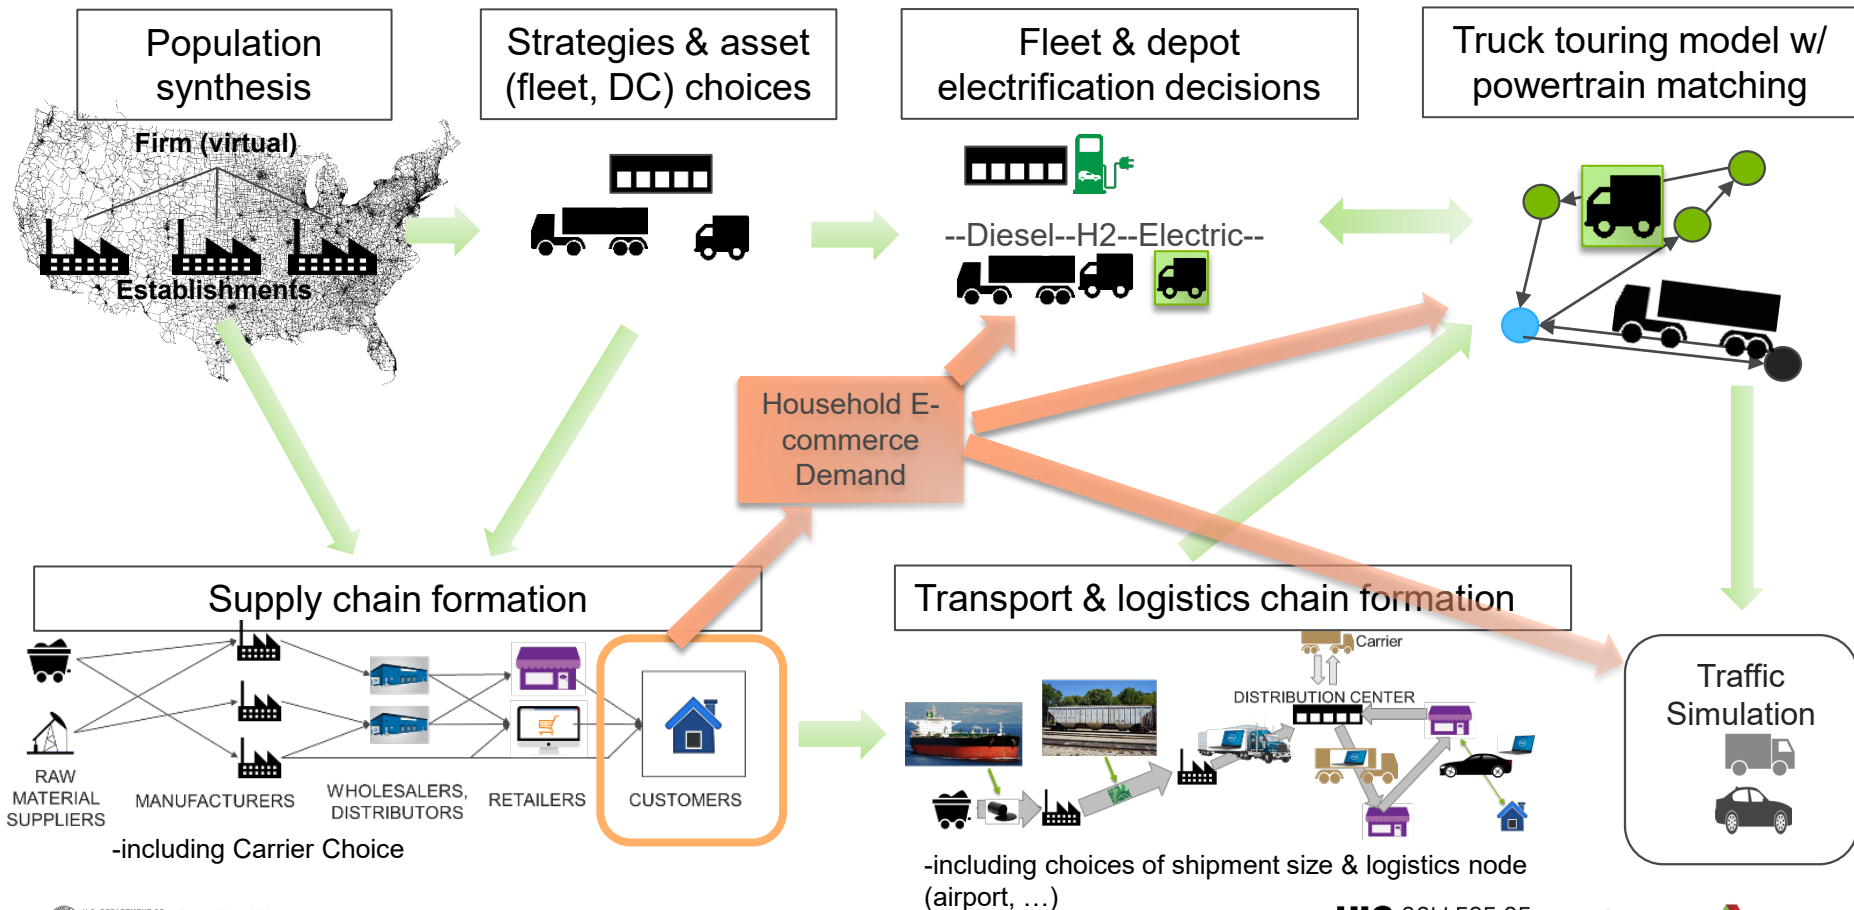 Population
synthesis
Strategies & asset
(fleet, DC) choices
Fleet & depot
electrification decisions
Truck touring model w/
powertrain matching
Firm (virtual)
Establishments
--Diesel--H2--Electric--
Household E-
commerce
Demand
Supply chain formation
RAW
MATERIAL
SUPPLIERS
MANUFACTURERS
WHOLESALERS,
DISTRIBUTORS
RETAILERS
CUSTOMERS
-including Carrier Choice
Transport & logistics chain formation
Carrier
DISTRIBUTION CENTER
-including choices of shipment size & logistics node
(airport, …)
Traffic
Simulation